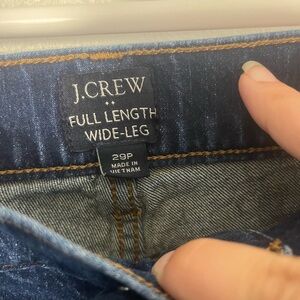 J.CREW
FULL LENGTH
WIDE-LEG
29P
MADE IN
VIETNAM